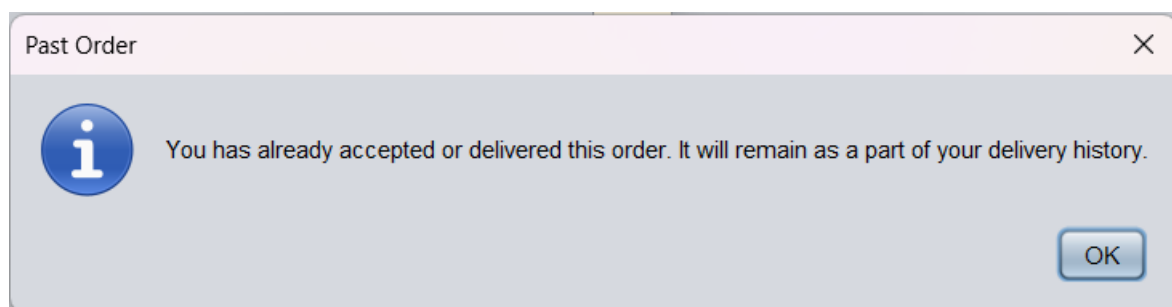 Past Order
You has already accepted or delivered this order. It will remain as a part of your delivery history.
OK